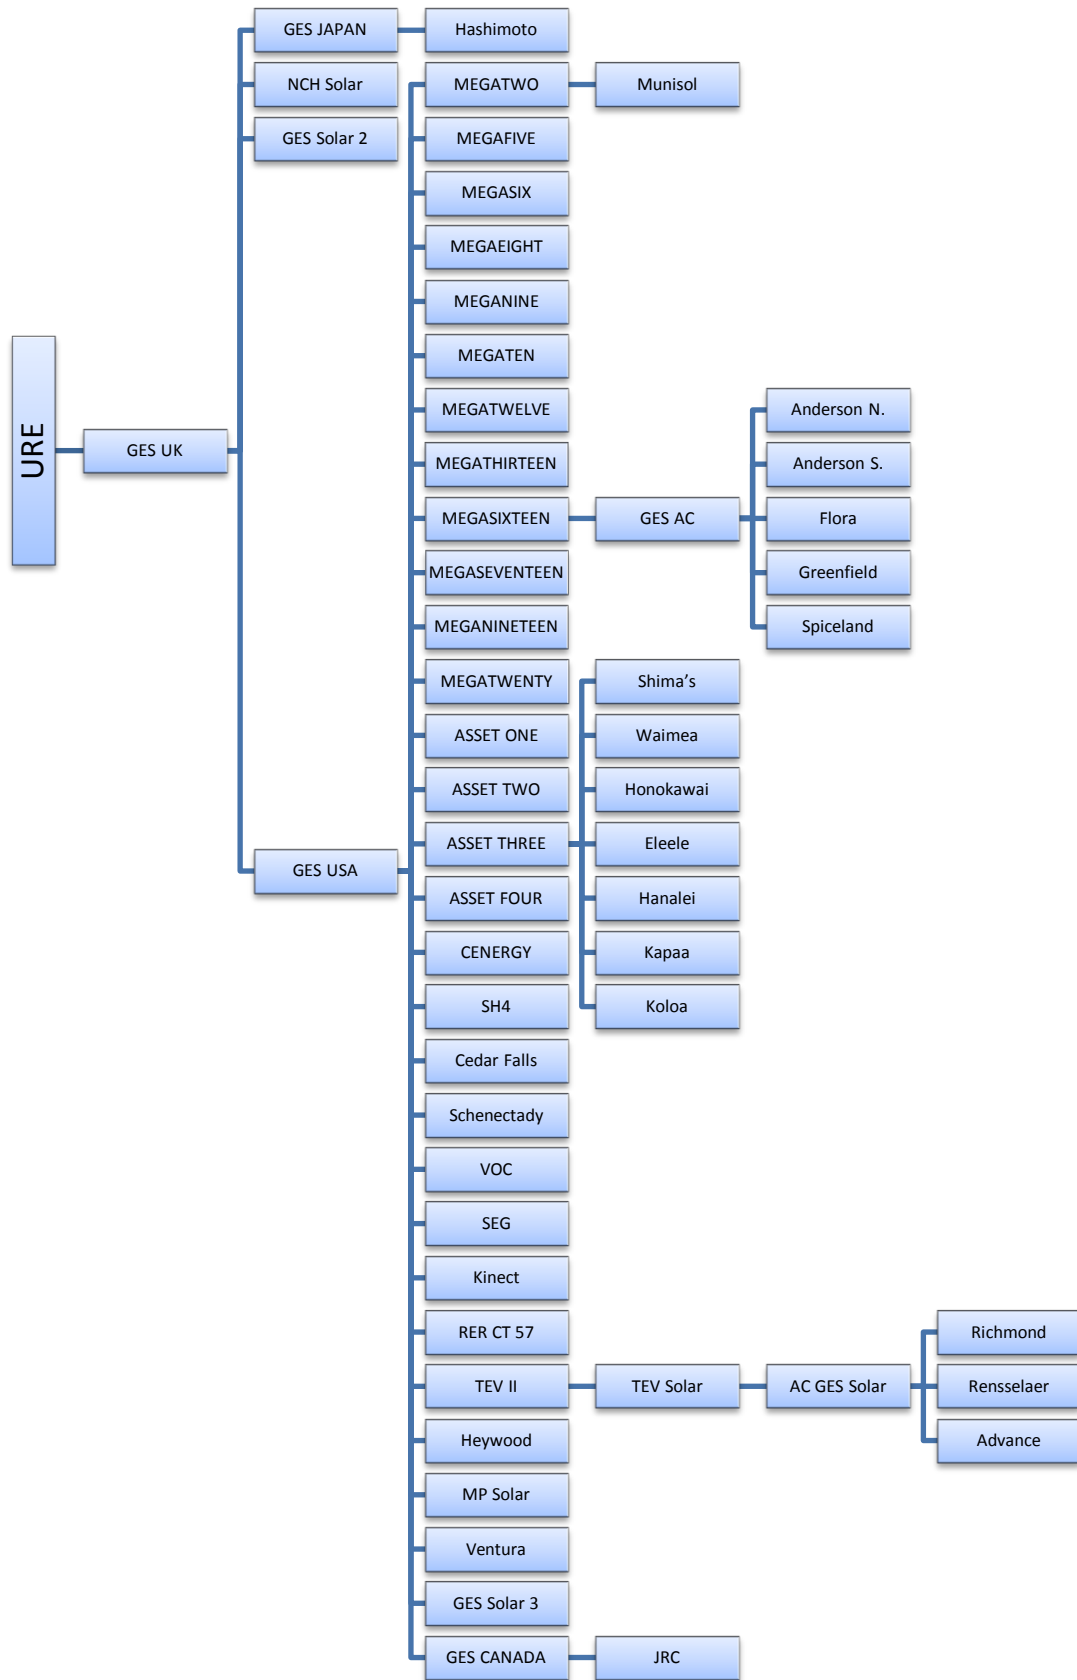 GES JAPAN
Hashimoto
NCH Solar
MEGATWO
Munisol
GES Solar 2
MEGAFIVE
MEGASIX
MEGAEIGHT
MEGANINE
MEGATEN
URE
GES UK
MEGATWELVE
Anderson N.
MEGATHIRTEEN
Anderson S.
MEGASIXTEEN
GES AC
Flora
MEGASEVENTEEN
Greenfield
MEGANINETEEN
Spiceland
MEGATWENTY
Shima’s
ASSET ONE
Waimea
ASSET TWO
Honokawai
GES USA
ASSET THREE
Eleele
ASSET FOUR
Hanalei
CENERGY
Kapaa
SH4
Koloa
Cedar Falls
Schenectady
VOC
SEG
Kinect
RER CT 57
Richmond
TEV II
TEV Solar
AC GES Solar
Rensselaer
Heywood
Advance
MP Solar
Ventura
GES Solar 3
GES CANADA
JRC